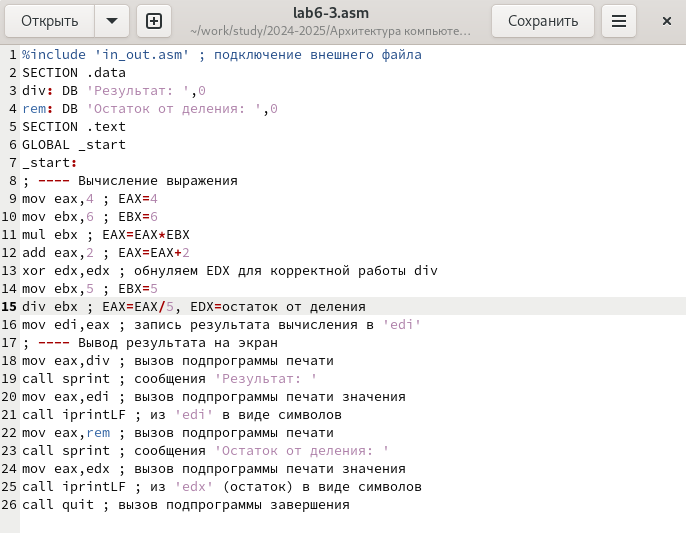 Открыть
lab6-3.asm
~/work/study/2024-2025/Архитектура компьюте…
Сохранить
1 %include 'in_out.asm' ; подключение внешнего файла
2 SECTION .data
3 div: DB 'Результат: ',0
4 rem: DB 'Остаток от деления: ',0
5 SECTION .text
6 GLOBAL _start
7 _start:
8 ; ---- Вычисление выражения
9 mov eax,4 ; EAX=4
10 mov ebx,6 ; EBX=6
11 mul ebx ; EAX=EAX*EBX
12 add eax,2 ; EAX=EAX+2
13 xor edx,edx ; обнуляем EDX для корректной работы div
14 mov ebx,5 ; EBX=5
15 div ebx ; EAX=EAX/5, EDX=остаток от деления
16 mov edi,eax ; запись результата вычисления в 'edi'
17 ; ---- Вывод результата на экран
18 mov eax,div ; вызов подпрограммы печати
19 call sprint ; сообщения 'Результат: '
20 mov eax,edi ; вызов подпрограммы печати значения
21 call iprintLF ; из 'edi' в виде символов
22 mov eax,rem ; вызов подпрограммы печати
23 call sprint ; сообщения 'Остаток от деления: '
24 mov eax,edx ; вызов подпрограммы печати значения
25 call iprintLF ; из 'edx' (остаток) в виде символов
26 call quit ; вызов подпрограммы завершения